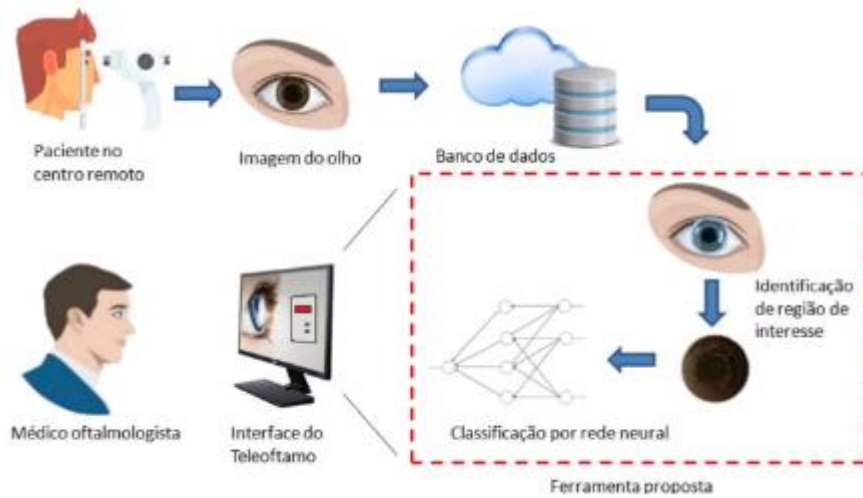 Paciente no
centro remoto
Imagem do olho
Banco de dados
Identificação
de região de
interesse
Médico oftalmologista
Interface do
Teleoftamo
Classificação por rede neural
Ferramenta proposta